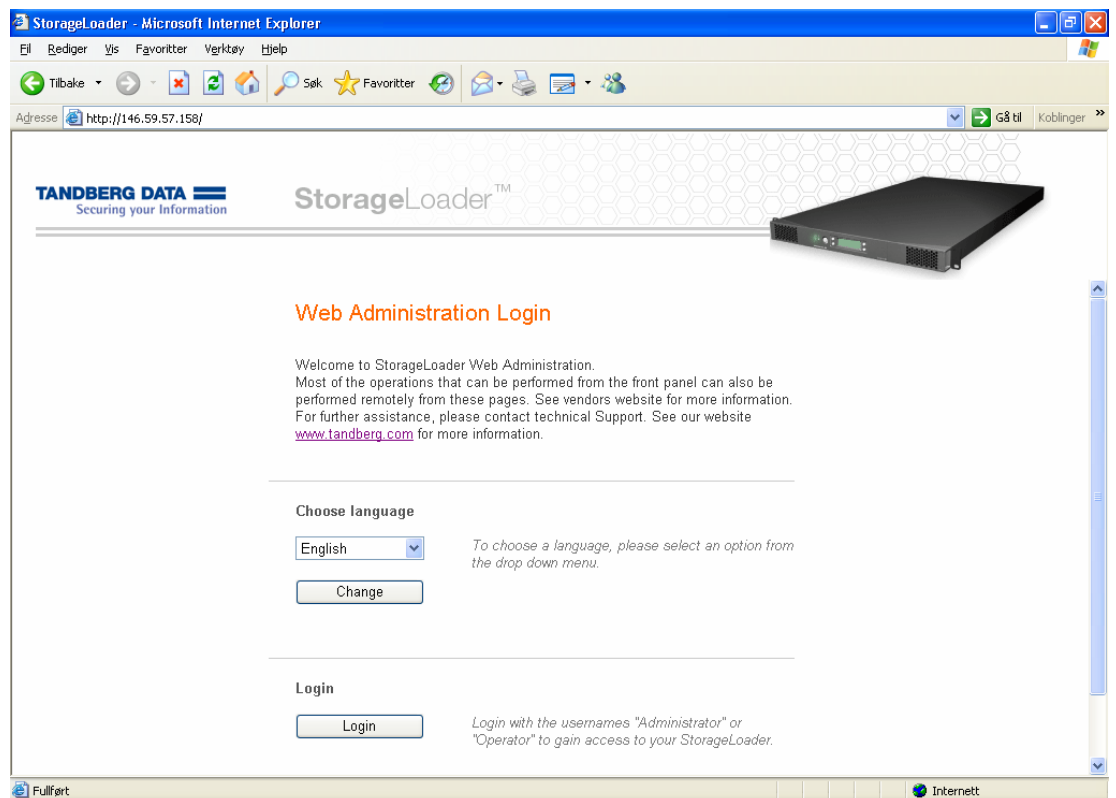 StorageLoader - Microsoft Internet Explorer
Fil Rediger Vis Favoritter Verktøy Hjelp
Tilbake Søk Favoritter
Adresse http://146.59.57.158/ Gå til Koblinger »
TANDBERG DATA
Securing your Information
StorageLoader™
Web Administration Login
Welcome to StorageLoader Web Administration.
Most of the operations that can be performed from the front panel can also be
performed remotely from these pages. See vendors website for more information.
For further assistance, please contact technical Support. See our website
www.tandberg.com for more information.
Choose language
English
To choose a language, please select an option from
the drop down menu.
Change
Login
Login
Login with the usernames "Administrator" or
"Operator" to gain access to your StorageLoader.
Fullført Internett